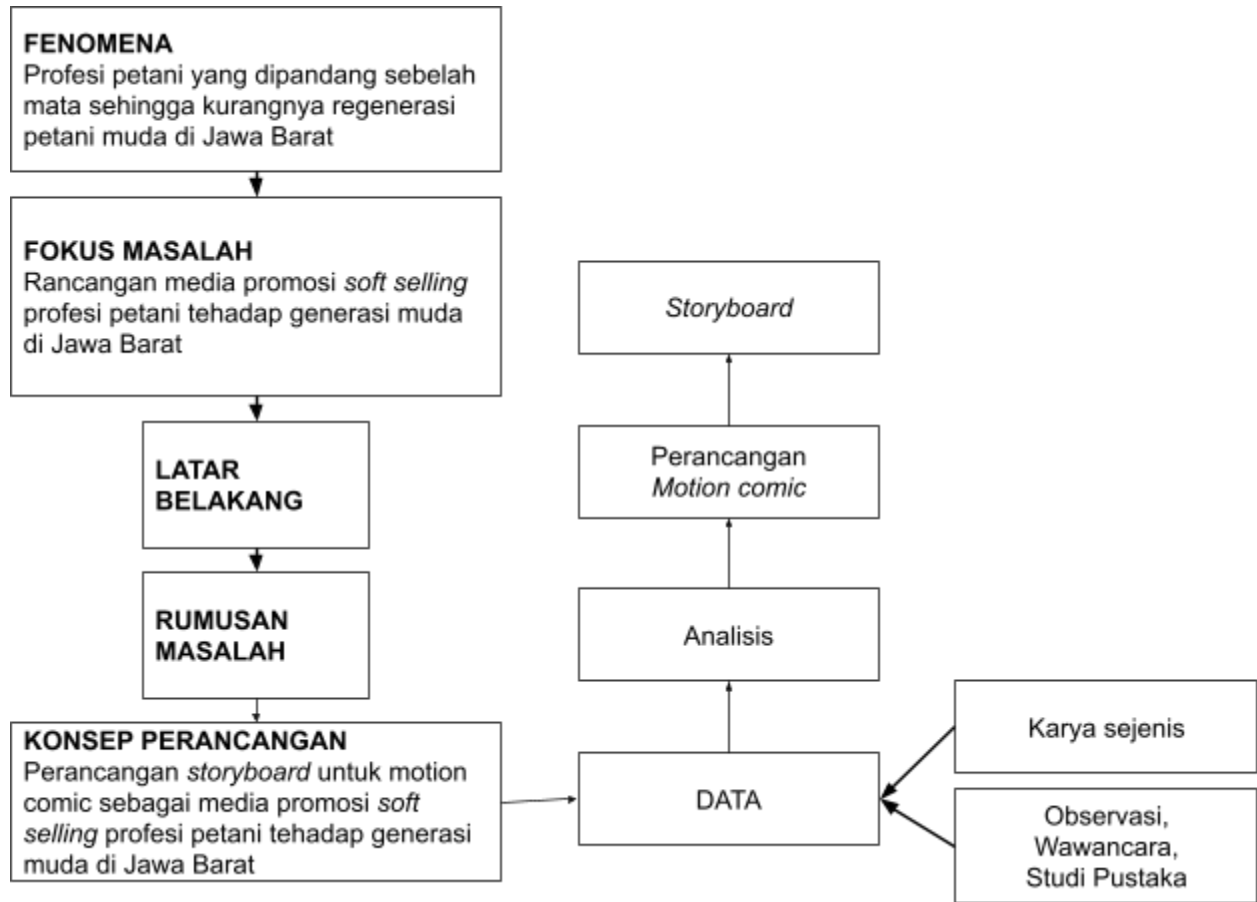 FENOMENA
Profesi petani yang dipandang sebelah
mata sehingga kurangnya regenerasi
petani muda di Jawa Barat
FOKUS MASALAH
Rancangan media promosi soft selling
profesi petani tehadap generasi muda
di Jawa Barat
LATAR
BELAKANG
RUMUSAN
MASALAH
KONSEP PERANCANGAN
Perancangan storyboard untuk motion
comic sebagai media promosi soft
selling profesi petani tehadap generasi
muda di Jawa Barat
Storyboard
Perancangan
Motion comic
Analisis
DATA
Karya sejenis
Observasi,
Wawancara,
Studi Pustaka